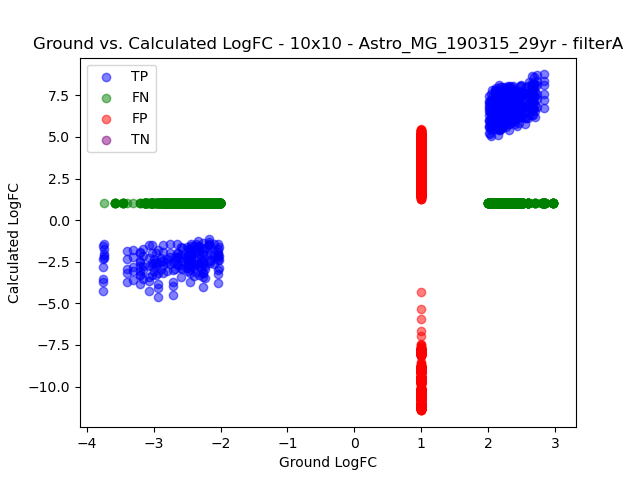 Ground vs. Calculated LogFC - 10x10 - Astro_MG_190315_29yr - filterA
TP
FN
FP
TN
Calculated LogFC
7.5
5.0
2.5
0.0
−2.5
−5.0
−7.5
−10.0
−4 −3 −2 −1 0 1 2 3
Ground LogFC